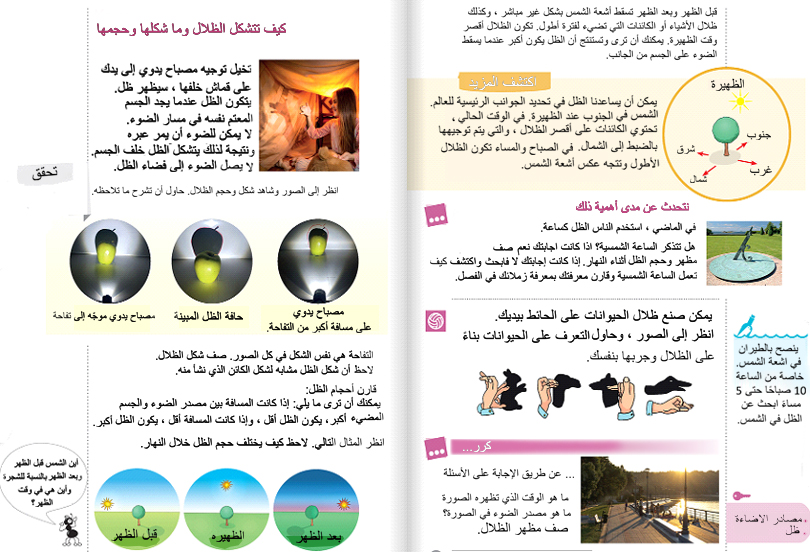 كيف تتشكل الظلال وما شكلها وحجمها
تخيل توجيه مصباح يدوي إلى يدك
على قماش خلفها ، سيظهر ظل.
يتكون الظل عندما يجد الجسم
المعتم نفسه في مسار الضوء.
لا يمكن للضوء أن يمر عبره
ونتيجة لذلك يتشكل الظل خلف الجسم.
لا يصل الضوء إلى فضاء الظل.
تحقق
انظر إلى الصور وشاهد شكل وحجم الظلال. حاول أن تشرح ما تلاحظه.
مصباح يدوي
على مسافة أكبر من التفاحة.
حافة الظل المبينة
مصباح يدوي موجّه إلى تفاحة
التفاحة هي نفس الشكل في كل الصور. صف شكل الظلال.
لاحظ أن شكل الظل مشابه لشكل الكائن الذي نشأ منه.
قارن أحجام الظل:
يمكنك أن ترى ما يلي: إذا كانت المسافة بين مصدر الضوء والجسم
المضيء أكبر، يكون الظل أقل ، وإذا كانت المسافة أقل ، يكون الظل أكبر.
انظر المثال التالي. لاحظ كيف يختلف حجم الظل خلال النهار.
أين الشمس قبل الظهر
وبعد الظهر بالنسبة للشجرة
وأين هي في وقت
الظهر؟
قبل الظهر
الظهيره
بعد الظهر
قبل الظهر وبعد الظهر تسقط أشعة الشمس بشكل غير مباشر ، وكذلك
ظلال الأشياء أو الكائنات التي تضيء لفترة أطول. تكون الظلال أقصر
وقت الظهيرة. يمكنك أن ترى وتستنتج أن الظل يكون أكبر عندما يسقط
الضوء على الجسم من الجانب.
اكتشف المزيد
يمكن أن يساعدنا الظل في تحديد الجوانب الرئيسية للعالم.
الشمس في الجنوب عند الظهيرة. في الوقت الحالي ،
تحتوي الكائنات على أقصر الظلال ، والتي يتم توجيهها
بالضبط إلى الشمال. في الصباح والمساء تكون الظلال
الأطول وتتجه عكس أشعة الشمس.
الظهيرة
جنوب
شرق
غرب
شمال
نتحدث عن مدى أهمية ذلك
في الماضي ، استخدم الناس الظل كساعة.
هل تتذكر الساعة الشمسية؟ اذا كانت اجابتك نعم صف
مظهر وحجم الظل أثناء النهار. إذا كانت إجابتك لا فابحث واكتشف كيف
تعمل الساعة الشمسية وقارن معرفتك بمعرفة زملائك في الفصل.
يمكن صنع ظلال الحيوانات على الحائط بيديك.
انظر إلى الصور ، وحاول التعرف على الحيوانات بناءً
على الظلال وجربها بنفسك.
ينصح بالطيران
في اشعة الشمس.
خاصة من الساعة
10 صباحًا حتى 5
مساءً ابحث عن
الظل في الشمس.
كرر...
... عن طريق الإجابة على الأسئلة
ما هو الوقت الذي تظهره الصورة
ما هو مصدر الضوء في الصورة؟
صف مظهر الظلال.
. مصادر الاضاءة
. ظل